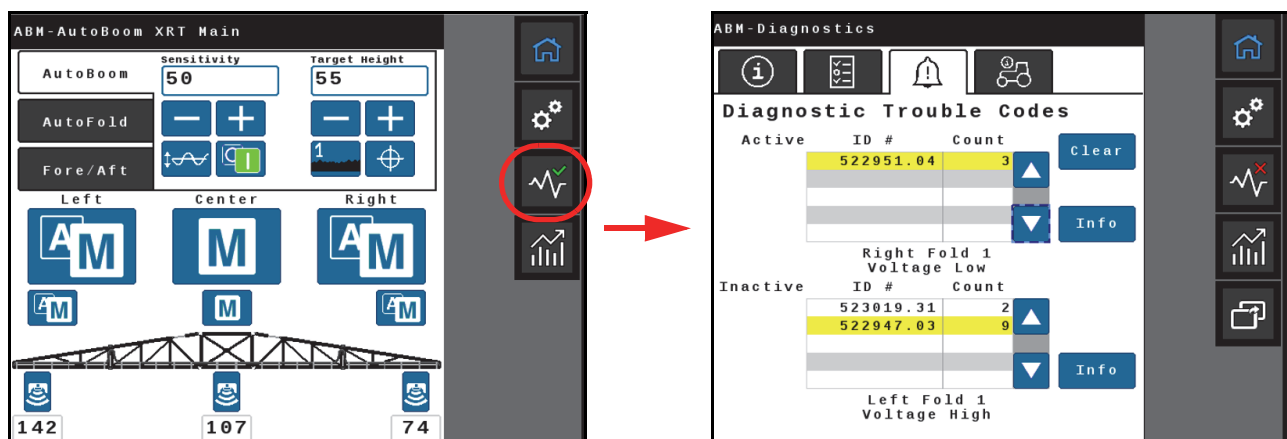 ABM-AutoBoom XRT Main
AutoBoom
AutoFold
Fore/Aft
Sensitivity
50
Target Height
55
1
Left Center Right
A M
M
A M
A M
M
A M
142 107 74
ABM-Diagnostics
Diagnostic Trouble Codes
Active ID # Count
522951.04 3
Clear
Info
Right Fold 1
Voltage Low
Inactive ID # Count
523019.31 2
522947.03 9
Info
Left Fold 1
Voltage High